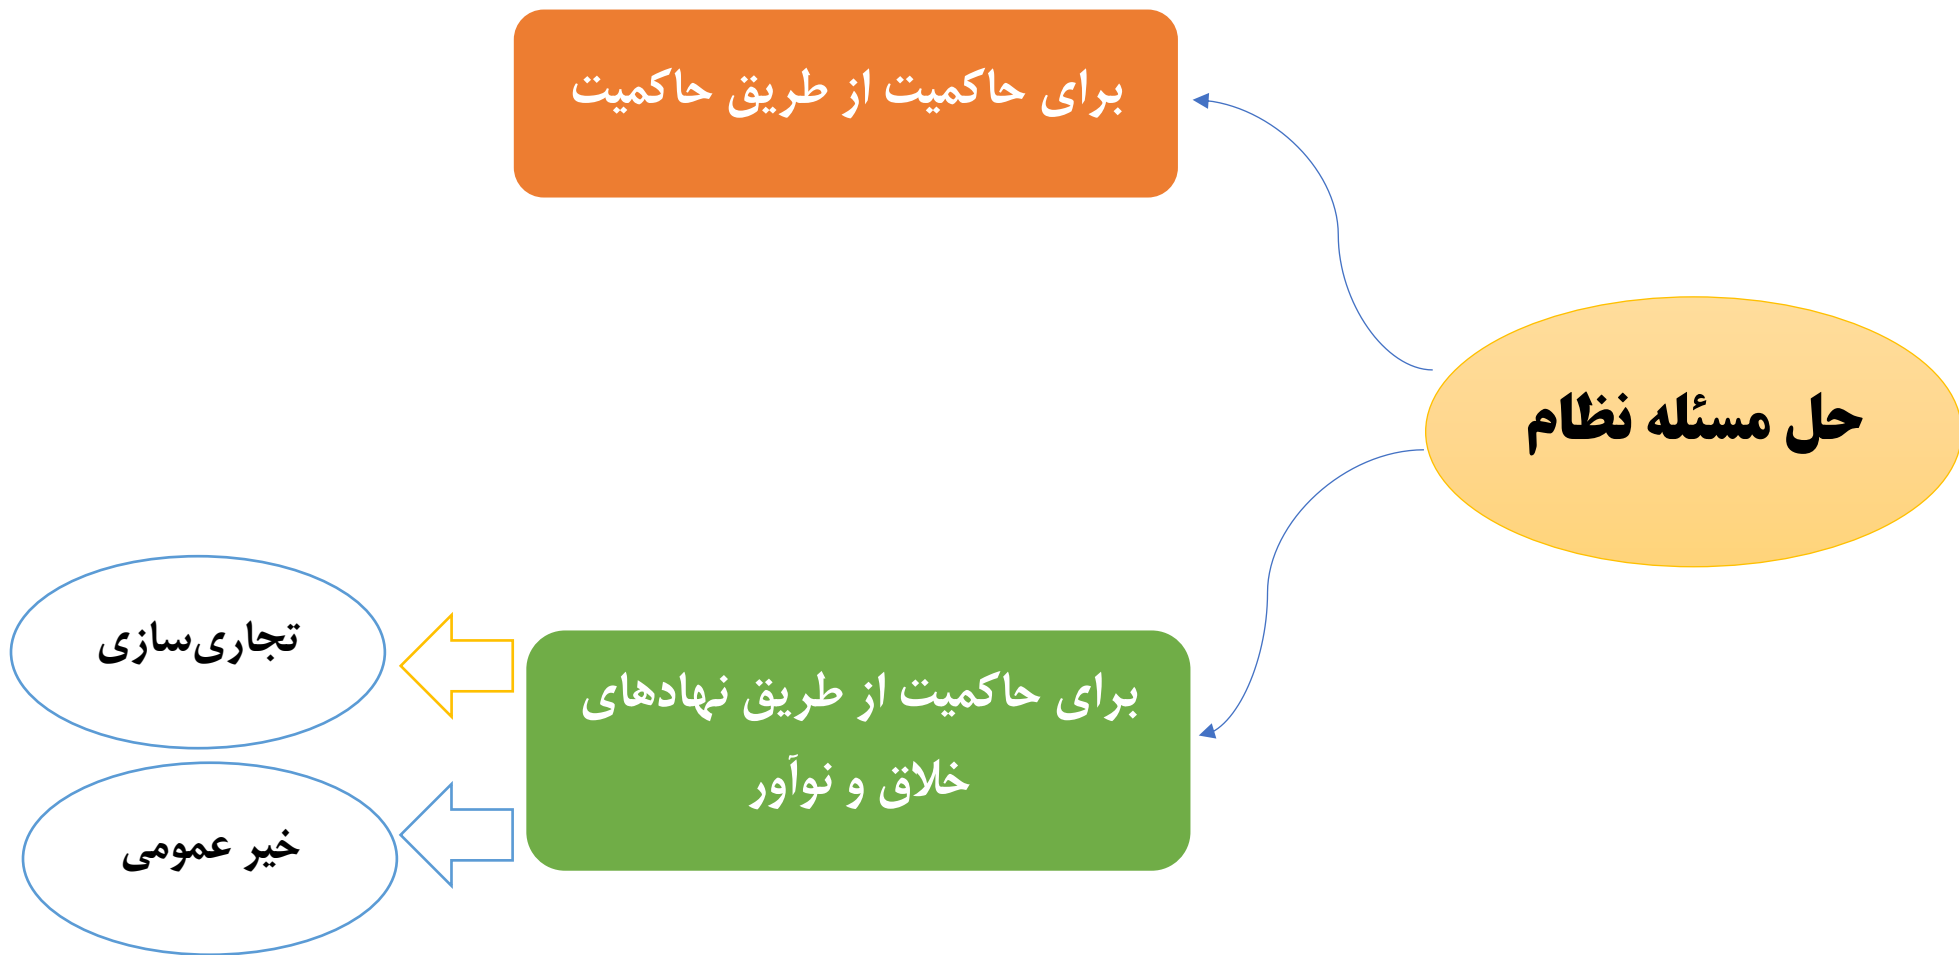 برای حاکمیت از طریق حاکمیت
حل مسئله نظام
برای حاکمیت از طریق نهادهای
خلاق و نوآور
تجاری‌سازی
خیر عمومی